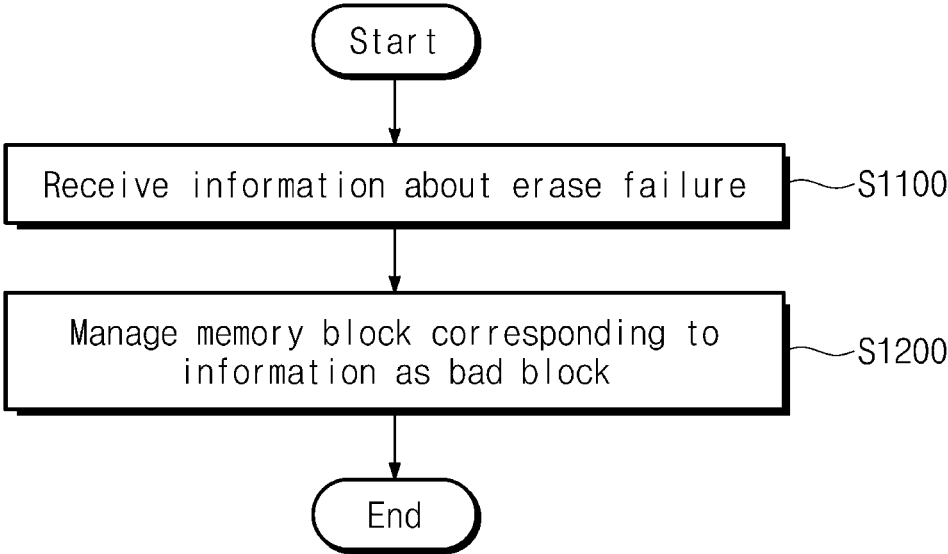 Start
Receive information about erase failure
S1100
Manage memory block corresponding to
information as bad block
S1200
End